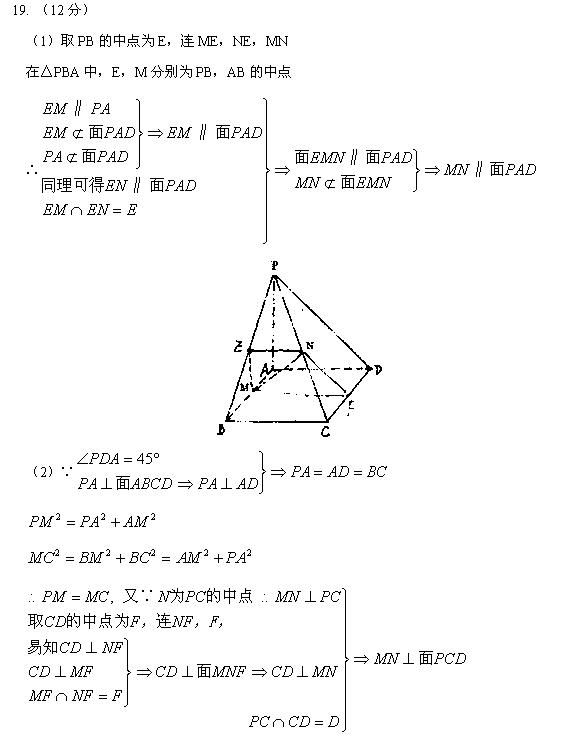 19. （12分）
（1）取PB的中点为E，连ME，NE，MN
在△PBA中，E，M分别为PB，AB的中点
∴ EM ∥ PA
EM ⊄ 面PAD
PA ⊄ 面PAD
⇒ EM ∥ 面PAD
同理可得EN ∥ 面PAD
EM ∩ EN = E
⇒ 面EMN ∥ 面PAD
MN ⊄ 面EMN
⇒ MN ∥ 面PAD
P
E N
A D
M
F
B C
（2）∵ ∠PDA = 45°
PA ⊥ 面ABCD ⇒ PA ⊥ AD
⇒ PA = AD = BC
PM² = PA² + AM²
MC² = BM² + BC² = AM² + PA²
∴ PM = MC, 又∵ N为PC的中点 ∴ MN ⊥ PC
取CD的中点为F，连NF，F，
易知CD ⊥ NF
CD ⊥ MF
MF ∩ NF = F
⇒ CD ⊥ 面MNF ⇒ CD ⊥ MN
PC ∩ CD = D
⇒ MN ⊥ 面PCD